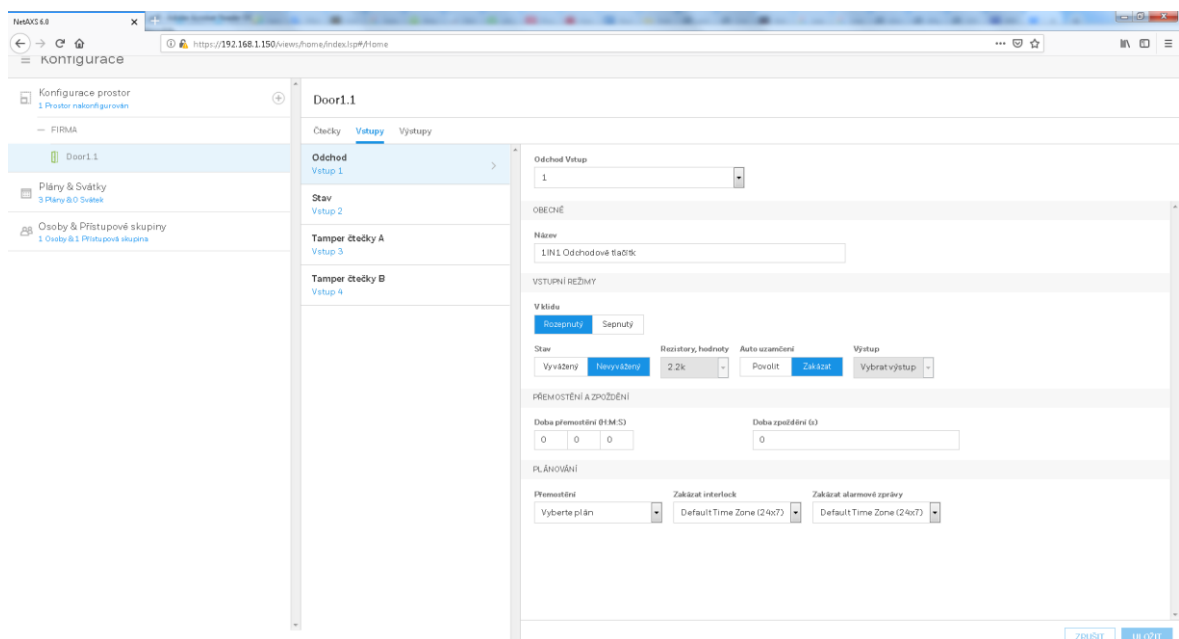 NetAXS 6.0
https://192.168.1.150/views/home/index.lsp#/Home
Konfigurace
Konfigurace prostor
1 Prostor nakonfigurován
FIRMA
Door1.1
Plány & Svátky
3 Plány & 0 Svátek
Osoby & Přístupové skupiny
1 Osoby & 1 Přístupová skupina
Door1.1
Čtečky Vstupy Výstupy
Odchod
Vstup 1
Stav
Vstup 2
Tamper čtečky A
Vstup 3
Tamper čtečky B
Vstup 4
Odchod Vstup
1
OBECNĚ
Název
1IN1 Odchodové tlačítk
VSTUPNÍ REŽIMY
V klidu
Rozepnutý Sepnutý
Stav Rezistory, hodnoty Auto uzamčení Výstup
Vyvážený Nevyvážený 2.2k Povolit Zakázat Vybrat výstup
PŘEMOSTĚNÍ A ZPOŽDĚNÍ
Doba přemostění (H:M:S) Doba zpoždění (s)
0 0 0 0
PLÁNOVÁNÍ
Přemostění Zakázat interlock Zakázat alarmové zprávy
Vyberte plán Default Time Zone (24x7) Default Time Zone (24x7)
ZRUŠIT ULOŽIT